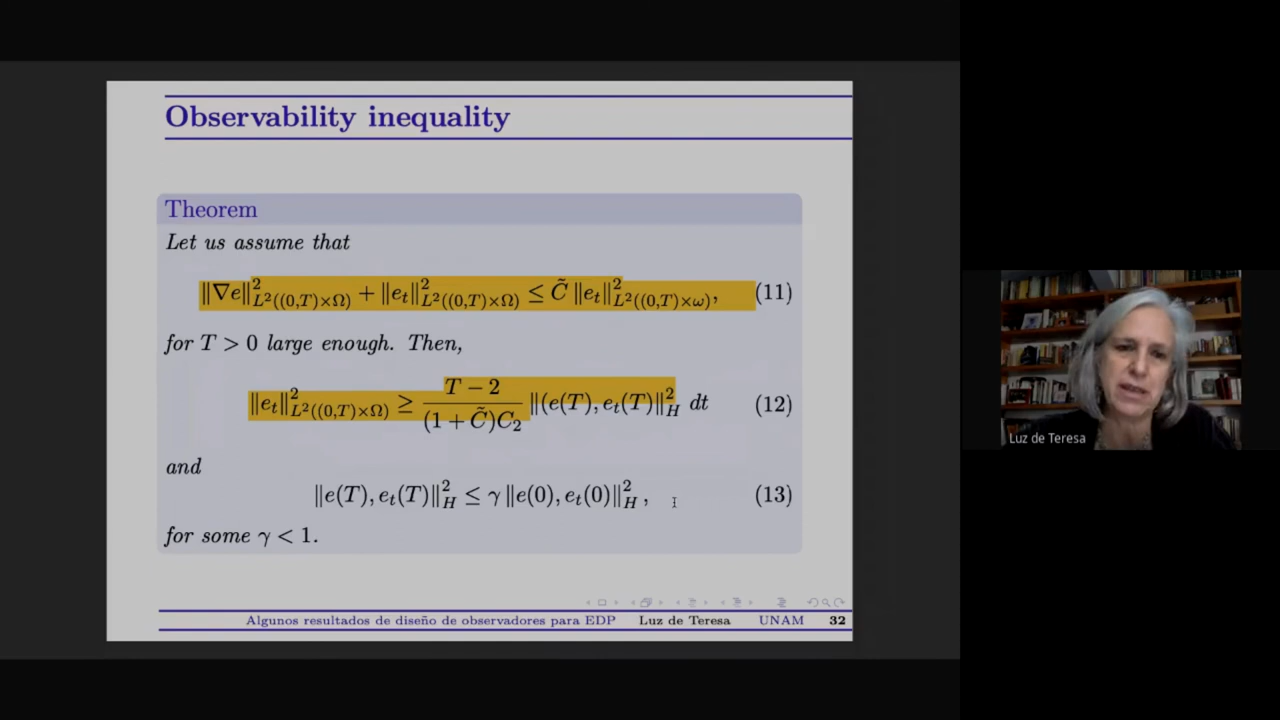 Observability inequality
Theorem
Let us assume that
‖∇e‖²_{L²((0,T)×Ω)} + ‖e_t‖²_{L²((0,T)×Ω)} ≤ C̃ ‖e_t‖²_{L²((0,T)×ω)}, (11)
for T > 0 large enough. Then,
‖e_t‖²_{L²((0,T)×Ω)} ≥ \frac{T − 2}{(1 + C̃)C₂} ‖(e(T), e_t(T)‖²_H dt (12)
and
‖e(T), e_t(T)‖²_H ≤ γ ‖e(0), e_t(0)‖²_H , (13)
for some γ < 1.
Algunos resultados de diseño de observadores para EDP Luz de Teresa UNAM 32
Luz de Teresa